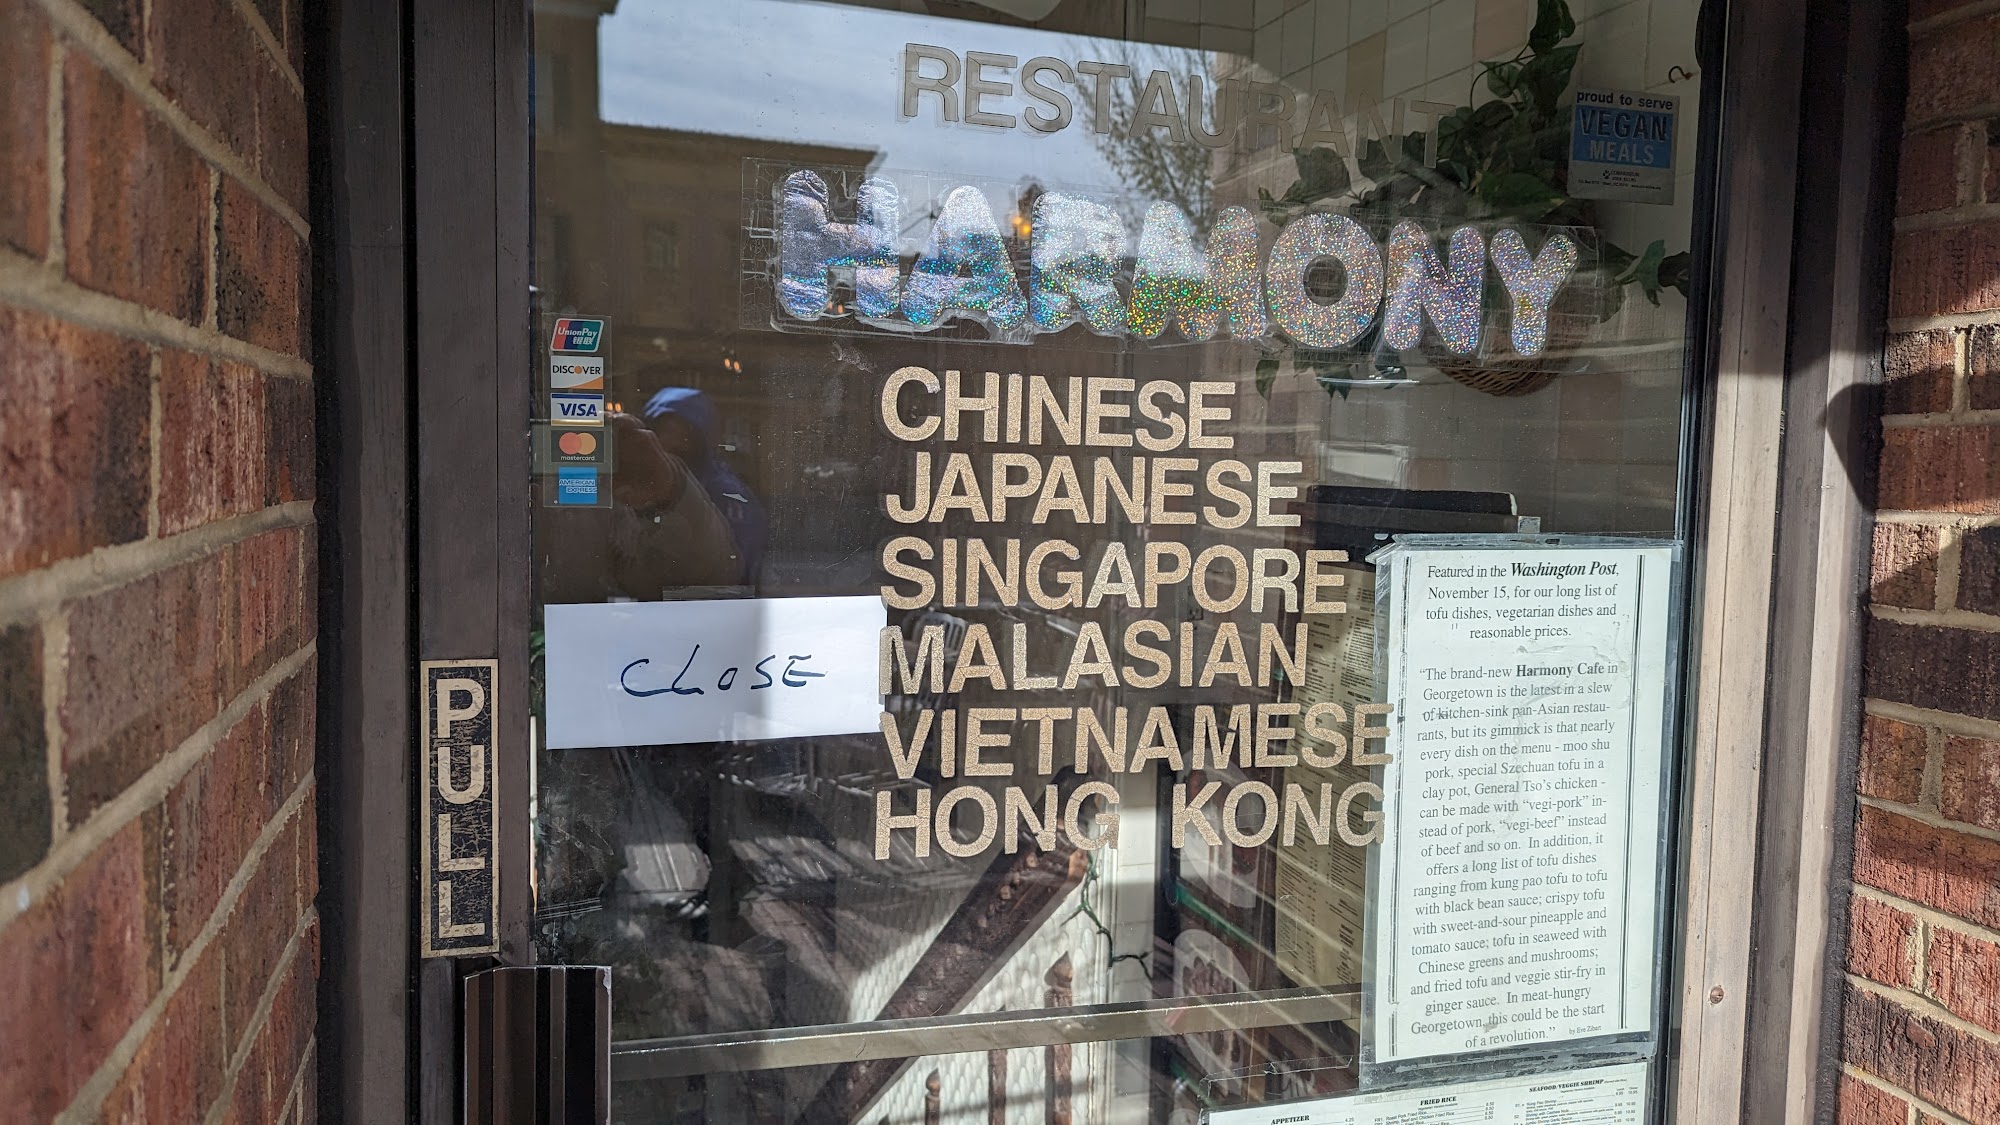 RESTAURANT
HARMONY
proud to serve
VEGAN
MEALS
UnionPay
银联
DISCOVER
VISA
mastercard
AMERICAN
EXPRESS
CHINESE
JAPANESE
SINGAPORE
MALASIAN
VIETNAMESE
HONG KONG
CLOSE
PULL
Featured in the Washington Post,
November 15, for our long list of
tofu dishes, vegetarian dishes and
reasonable prices.
“The brand-new Harmony Cafe in
Georgetown is the latest in a slew
of kitchen-sink pan-Asian restau-
rants, but its gimmick is that nearly
every dish on the menu - moo shu
pork, special Szechuan tofu in a
clay pot, General Tso's chicken -
can be made with “vegi-pork” in-
stead of pork, “vegi-beef” instead
of beef and so on. In addition, it
offers a long list of tofu dishes
ranging from kung pao tofu to tofu
with black bean sauce; crispy tofu
with sweet-and-sour pineapple and
tomato sauce; tofu in seaweed with
Chinese greens and mushrooms;
and fried tofu and veggie stir-fry in
ginger sauce. In meat-hungry
Georgetown, this could be the start
of a revolution.”
by Eve Zibart
APPETIZER
FRIED RICE
SEAFOOD/VEGGIE SHRIMP